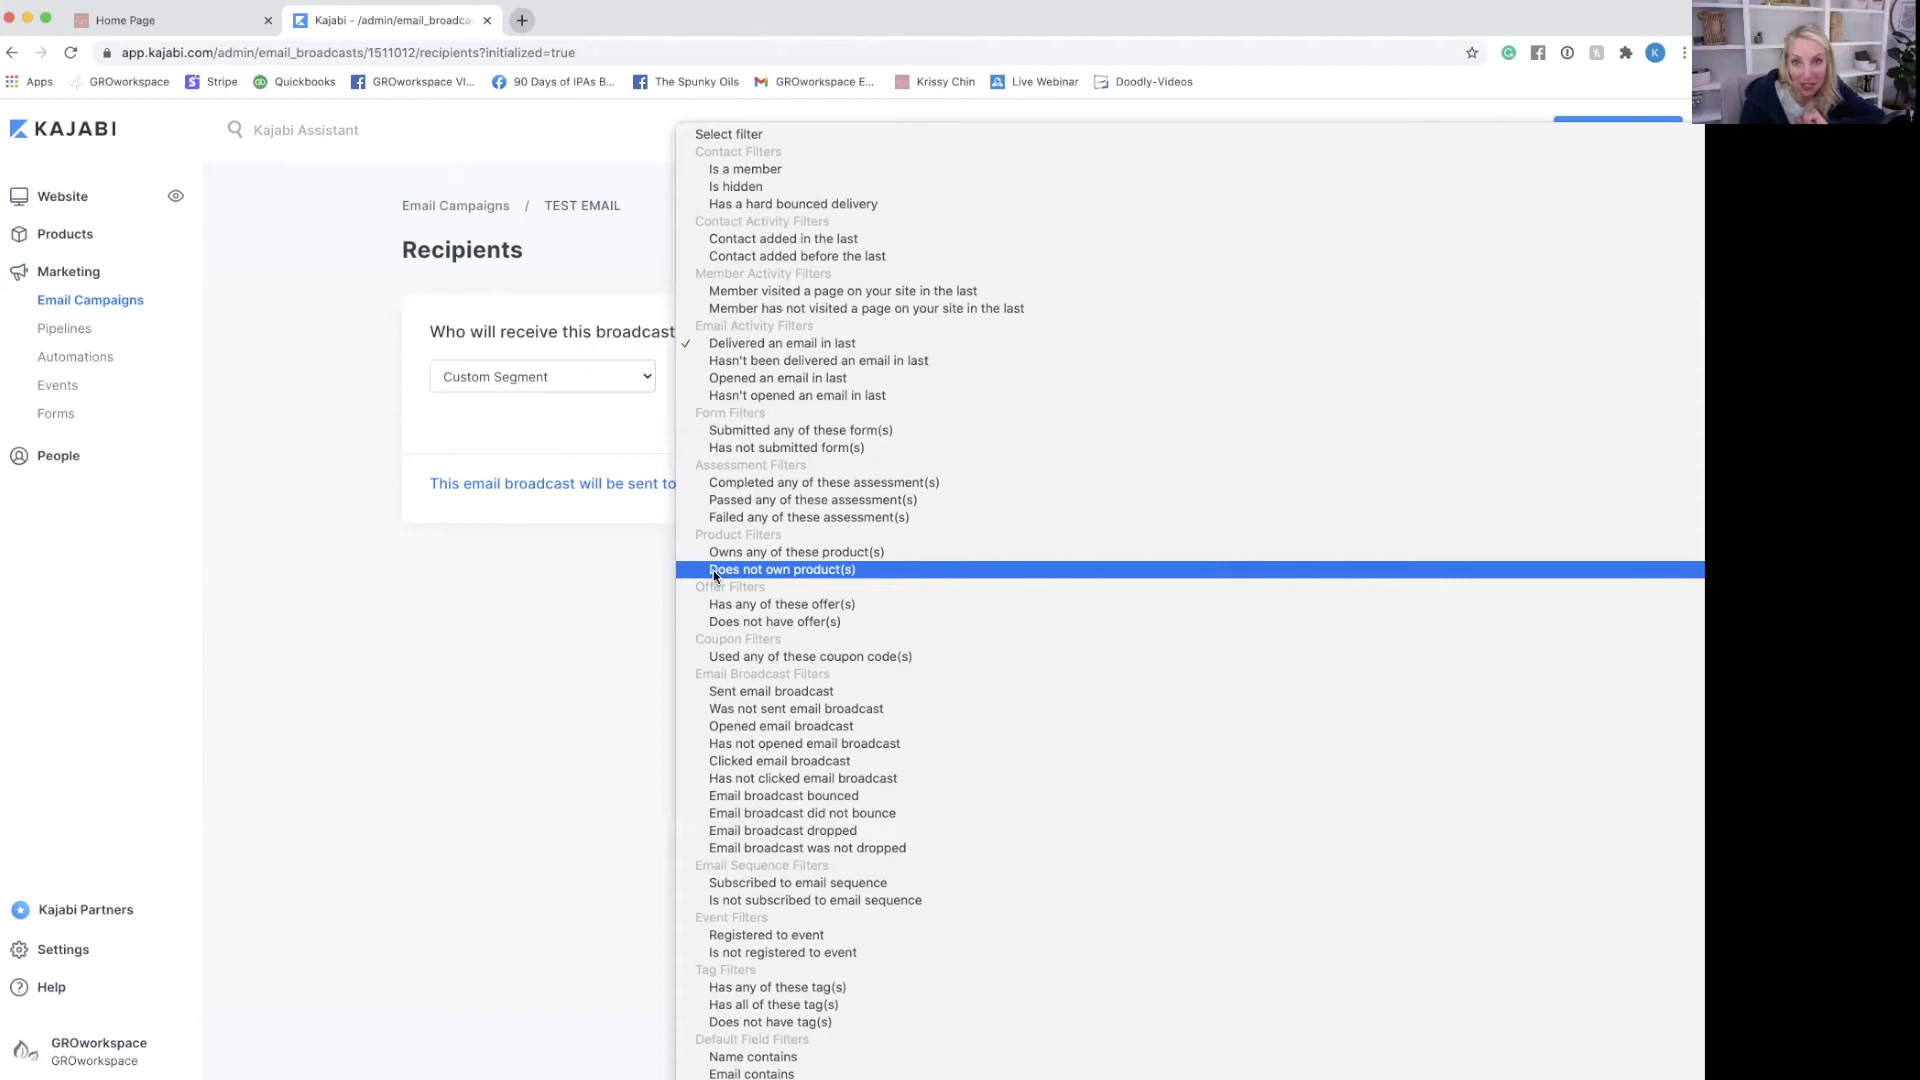 Home Page
Kajabi - /admin/email_broadca
app.kajabi.com/admin/email_broadcasts/1511012/recipients?initialized=true
K
Apps
GROworkspace
Stripe
Quickbooks
GROworkspace VI...
90 Days of IPAs B...
The Spunky Oils
GROworkspace E...
Krissy Chin
Live Webinar
Doodly-Videos
KAJABI
Kajabi Assistant
Website
Products
Marketing
Email Campaigns
Pipelines
Automations
Events
Forms
People
Kajabi Partners
Settings
Help
GROworkspace
GROworkspace
Email Campaigns / TEST EMAIL
Recipients
Who will receive this broadcast
Custom Segment
This email broadcast will be sent to
Select filter
Contact Filters
Is a member
Is hidden
Has a hard bounced delivery
Contact Activity Filters
Contact added in the last
Contact added before the last
Member Activity Filters
Member visited a page on your site in the last
Member has not visited a page on your site in the last
Email Activity Filters
✓ Delivered an email in last
Hasn't been delivered an email in last
Opened an email in last
Hasn't opened an email in last
Form Filters
Submitted any of these form(s)
Has not submitted form(s)
Assessment Filters
Completed any of these assessment(s)
Passed any of these assessment(s)
Failed any of these assessment(s)
Product Filters
Owns any of these product(s)
Does not own product(s)
Offer Filters
Has any of these offer(s)
Does not have offer(s)
Coupon Filters
Used any of these coupon code(s)
Email Broadcast Filters
Sent email broadcast
Was not sent email broadcast
Opened email broadcast
Has not opened email broadcast
Clicked email broadcast
Has not clicked email broadcast
Email broadcast bounced
Email broadcast did not bounce
Email broadcast dropped
Email broadcast was not dropped
Email Sequence Filters
Subscribed to email sequence
Is not subscribed to email sequence
Event Filters
Registered to event
Is not registered to event
Tag Filters
Has any of these tag(s)
Has all of these tag(s)
Does not have tag(s)
Default Field Filters
Name contains
Email contains